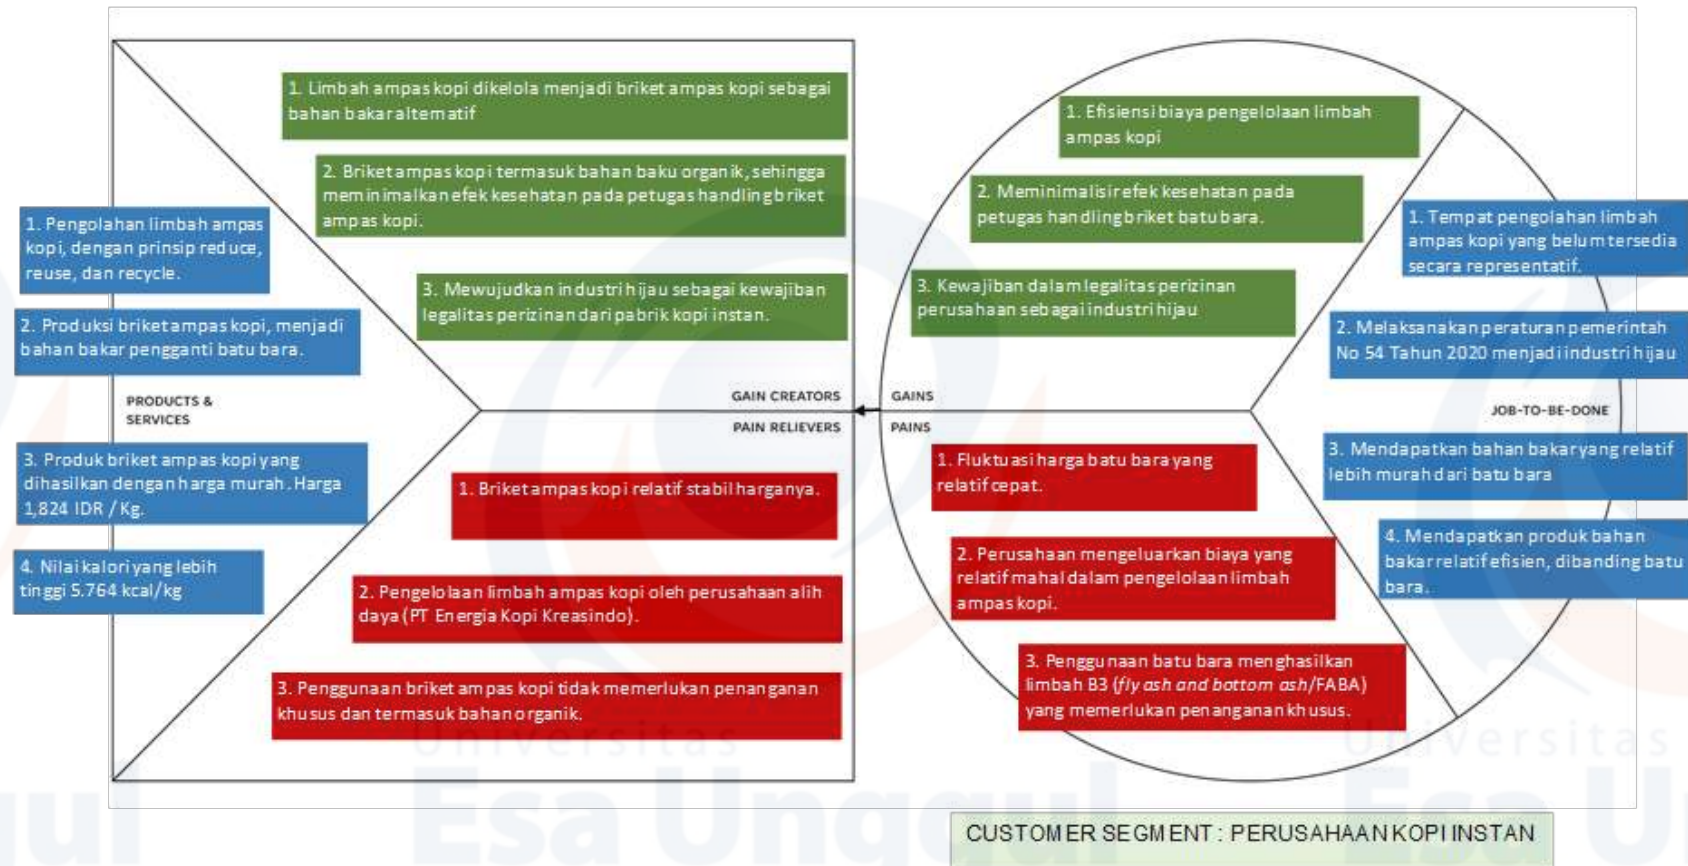 1. Limbah ampas kopi dikelola menjadi briket ampas kopi sebagai
bahan bakar alternatif
2. Briket ampas kopi termasuk bahan baku organik, sehingga
meminimalkan efek kesehatan pada petugas handling briket
ampas kopi.
3. Mewujudkan industri hijau sebagai kewajiban
legalitas perizinan dari pabrik kopi instan.
1. Pengolahan limbah ampas
kopi, dengan prinsip reduce,
reuse, dan recycle.
2. Produksi briket ampas kopi, menjadi
bahan bakar pengganti batu bara.
PRODUCTS &
SERVICES
3. Produk briket ampas kopi yang
dihasilkan dengan harga murah. Harga
1,824 IDR / Kg.
4. Nilai kalori yang lebih
tinggi 5.764 kcal/kg
GAIN CREATORS
PAIN RELIEVERS
1. Briket ampas kopi relatif stabil harganya.
2. Pengelolaan limbah ampas kopi oleh perusahaan alih
daya (PT Energia Kopi Kreasindo).
3. Penggunaan briket ampas kopi tidak memerlukan penanganan
khusus dan termasuk bahan organik.
1. Efisiensi biaya pengelolaan limbah
ampas kopi
2. Meminimalisir efek kesehatan pada
petugas handling briket batu bara.
3. Kewajiban dalam legalitas perizinan
perusahaan sebagai industri hijau
GAINS
PAINS
1. Fluktuasi harga batu bara yang
relatif cepat.
2. Perusahaan mengeluarkan biaya yang
relatif mahal dalam pengelolaan limbah
ampas kopi.
3. Penggunaan batu bara menghasilkan
limbah B3 (fly ash and bottom ash/FABA)
yang memerlukan penanganan khusus.
1. Tempat pengolahan limbah
ampas kopi yang belum tersedia
secara representatif.
2. Melaksanakan peraturan pemerintah
No 54 Tahun 2020 menjadi industri hijau
JOB-TO-BE-DONE
3. Mendapatkan bahan bakar yang relatif
lebih murah dari batu bara
4. Mendapatkan produk bahan
bakar relatif efisien, dibanding batu
bara.
Universitas
Esa Unggul
Universitas
CUSTOMER SEGMENT : PERUSAHAAN KOPI INSTAN